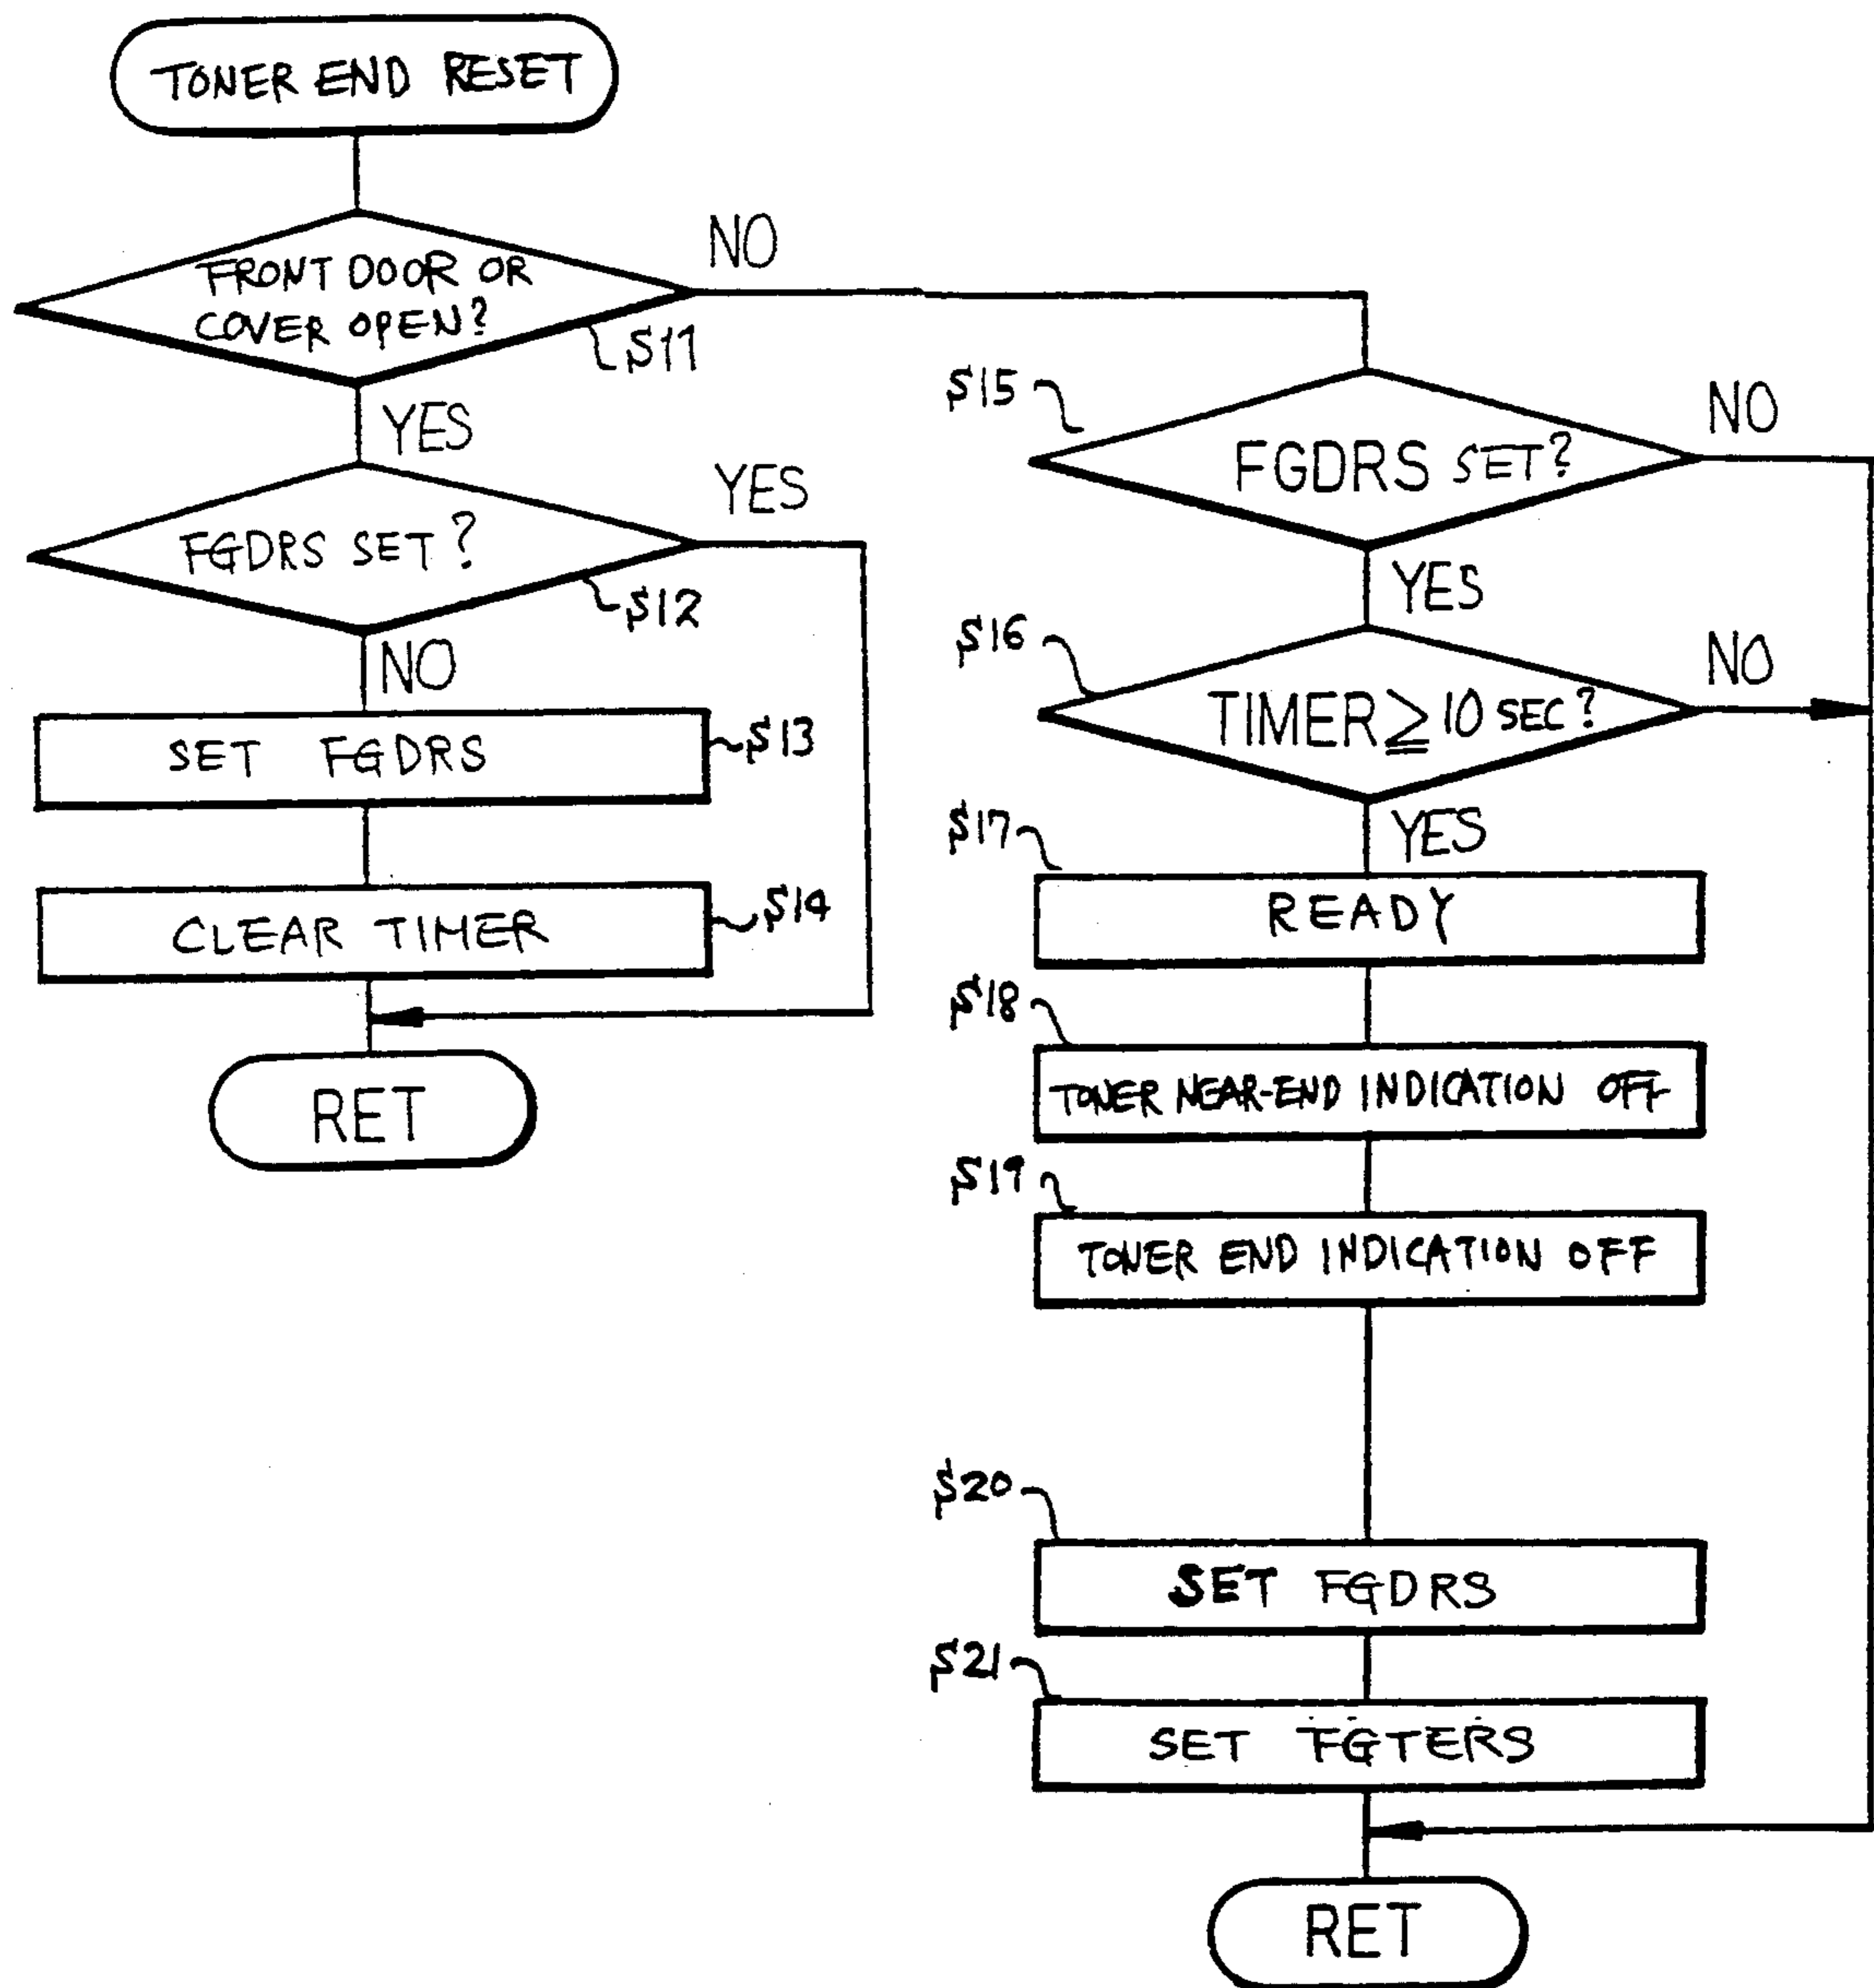 TONER END RESET
FRONT DOOR OR
COVER OPEN?
S11
NO
YES
FGDRS SET?
S12
YES
NO
SET FGDRS
S13
CLEAR TIMER
S14
RET
S15
FGDRS SET?
NO
YES
S16
TIMER ≧ 10 SEC?
NO
YES
S17
READY
S18
TONER NEAR-END INDICATION OFF
S19
TONER END INDICATION OFF
S20
SET FGDRS
S21
SET FGTERS
RET